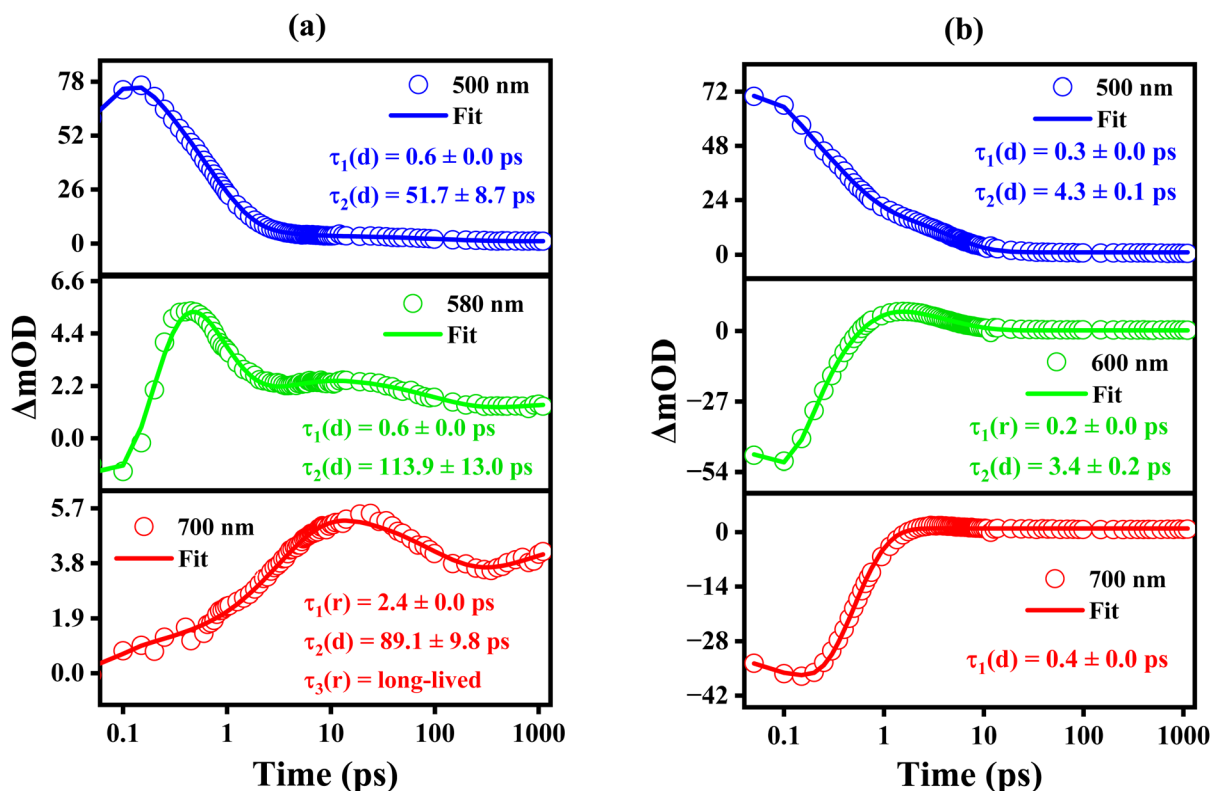 (a)
78
52
26
0
500 nm
Fit
τ₁(d) = 0.6 ± 0.0 ps
τ₂(d) = 51.7 ± 8.7 ps
6.6
4.4
2.2
0.0
580 nm
Fit
τ₁(d) = 0.6 ± 0.0 ps
τ₂(d) = 113.9 ± 13.0 ps
5.7
3.8
1.9
0.0
700 nm
Fit
τ₁(r) = 2.4 ± 0.0 ps
τ₂(d) = 89.1 ± 9.8 ps
τ₃(r) = long-lived
ΔmOD
0.1 1 10 100 1000
Time (ps)
(b)
72
48
24
0
500 nm
Fit
τ₁(d) = 0.3 ± 0.0 ps
τ₂(d) = 4.3 ± 0.1 ps
0
−27
−54
600 nm
Fit
τ₁(r) = 0.2 ± 0.0 ps
τ₂(d) = 3.4 ± 0.2 ps
0
−14
−28
−42
700 nm
Fit
τ₁(d) = 0.4 ± 0.0 ps
ΔmOD
0.1 1 10 100 1000
Time (ps)